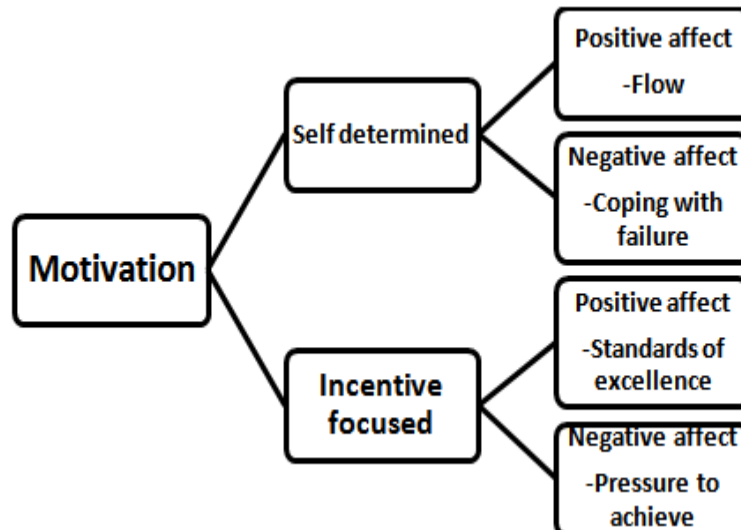 Motivation
Self determined
Positive affect
-Flow
Negative affect
-Coping with
failure
Incentive
focused
Positive affect
-Standards of
excellence
Negative affect
-Pressure to
achieve